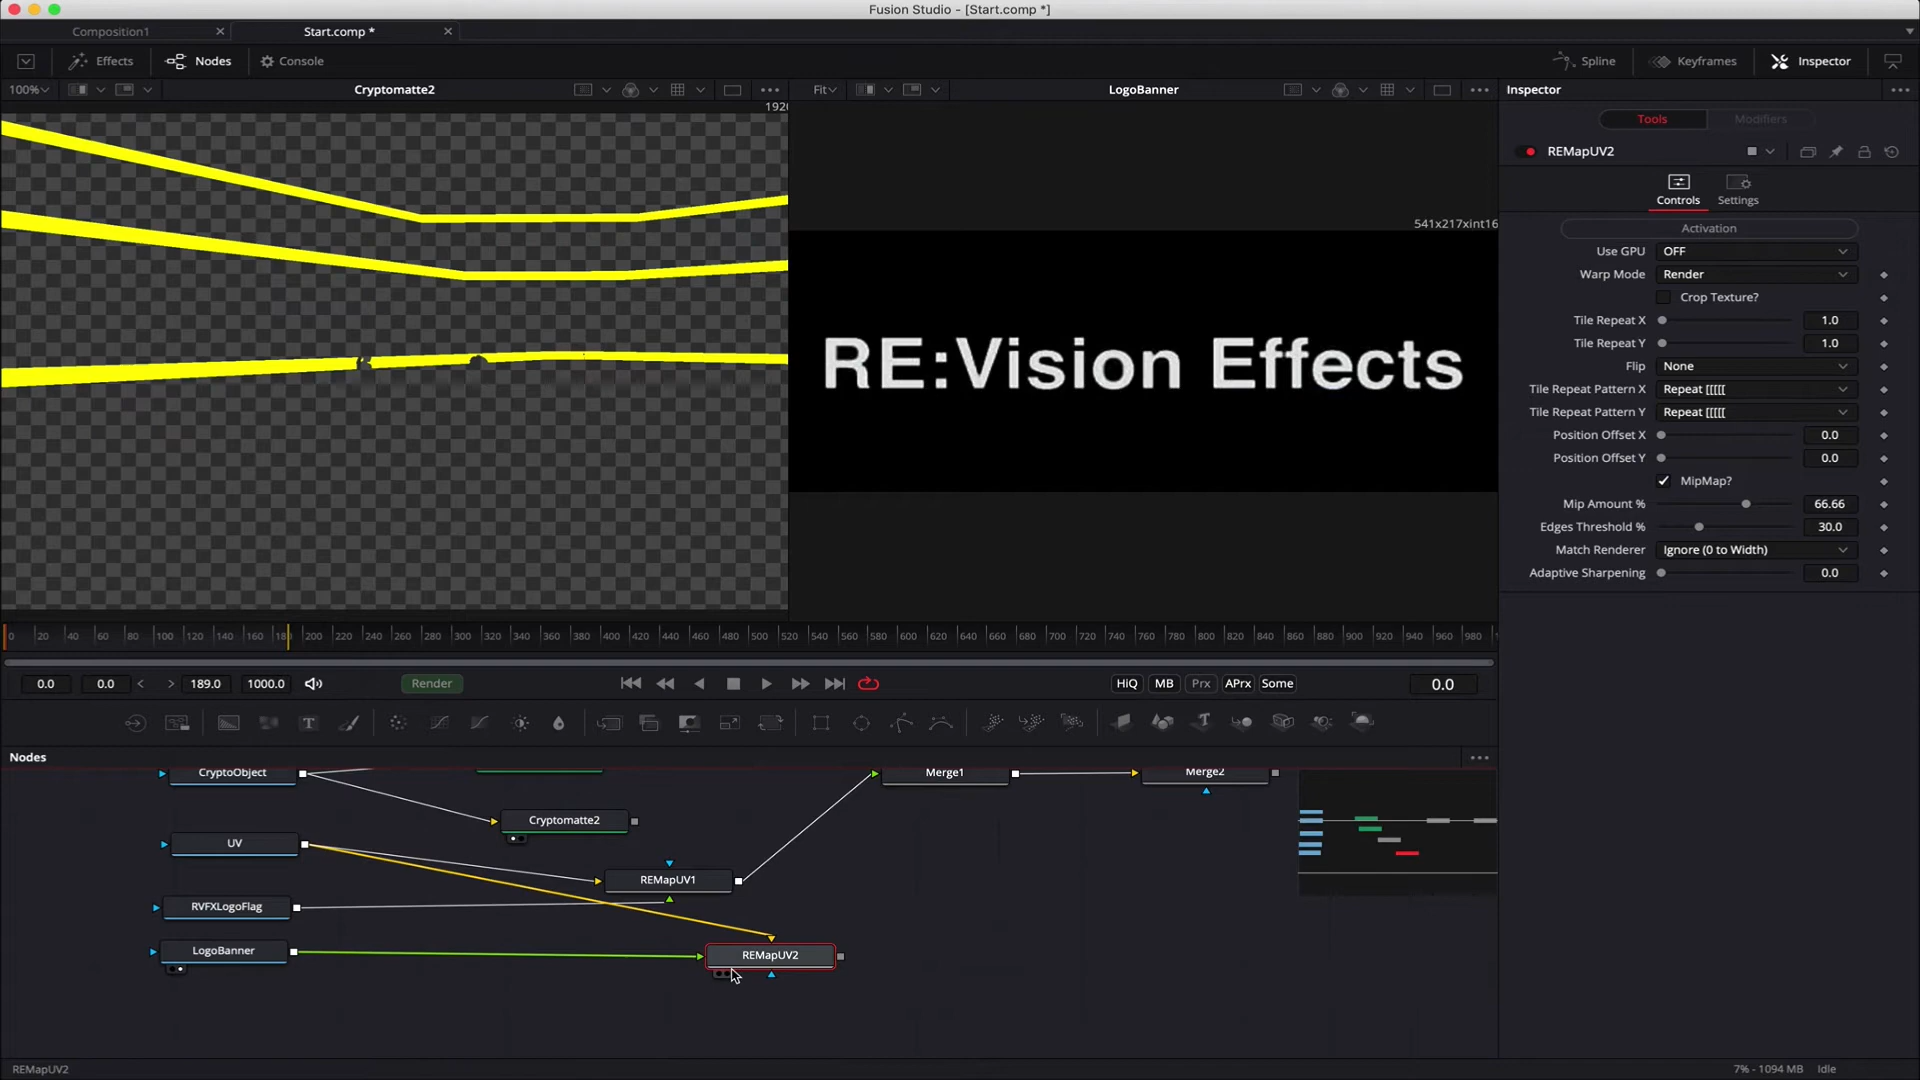 Fusion Studio - [Start.comp *]
Composition1
Start.comp *
Effects
Nodes
Console
Spline
Keyframes
Inspector
100%
Cryptomatte2
Fit
LogoBanner
Inspector
1920
Tools
Modifiers
REMapUV2
Controls
Settings
541x217xint16
Activation
Use GPU OFF
Warp Mode Render
Crop Texture?
Tile Repeat X 1.0
Tile Repeat Y 1.0
Flip None
Tile Repeat Pattern X Repeat [[[[[
Tile Repeat Pattern Y Repeat [[[[[
Position Offset X 0.0
Position Offset Y 0.0
MipMap?
Mip Amount % 66.66
Edges Threshold % 30.0
Match Renderer Ignore (0 to Width)
Adaptive Sharpening 0.0
RE:Vision Effects
0 20 40 60 80 100 120 140 160 180 200 220 240 260 280 300 320 340 360 380 400 420 440 460 480 500 520 540 560 580 600 620 640 660 680 700 720 740 760 780 800 820 840 860 880 900 920 940 960 980
0.0 0.0 < > 189.0 1000.0 Render HiQ MB Prx APrx Some 0.0
Nodes
CryptoObject
Merge1
Merge2
Cryptomatte2
UV
REMapUV1
RVFXLogoFlag
LogoBanner
REMapUV2
REMapUV2
7% - 1094 MB Idle